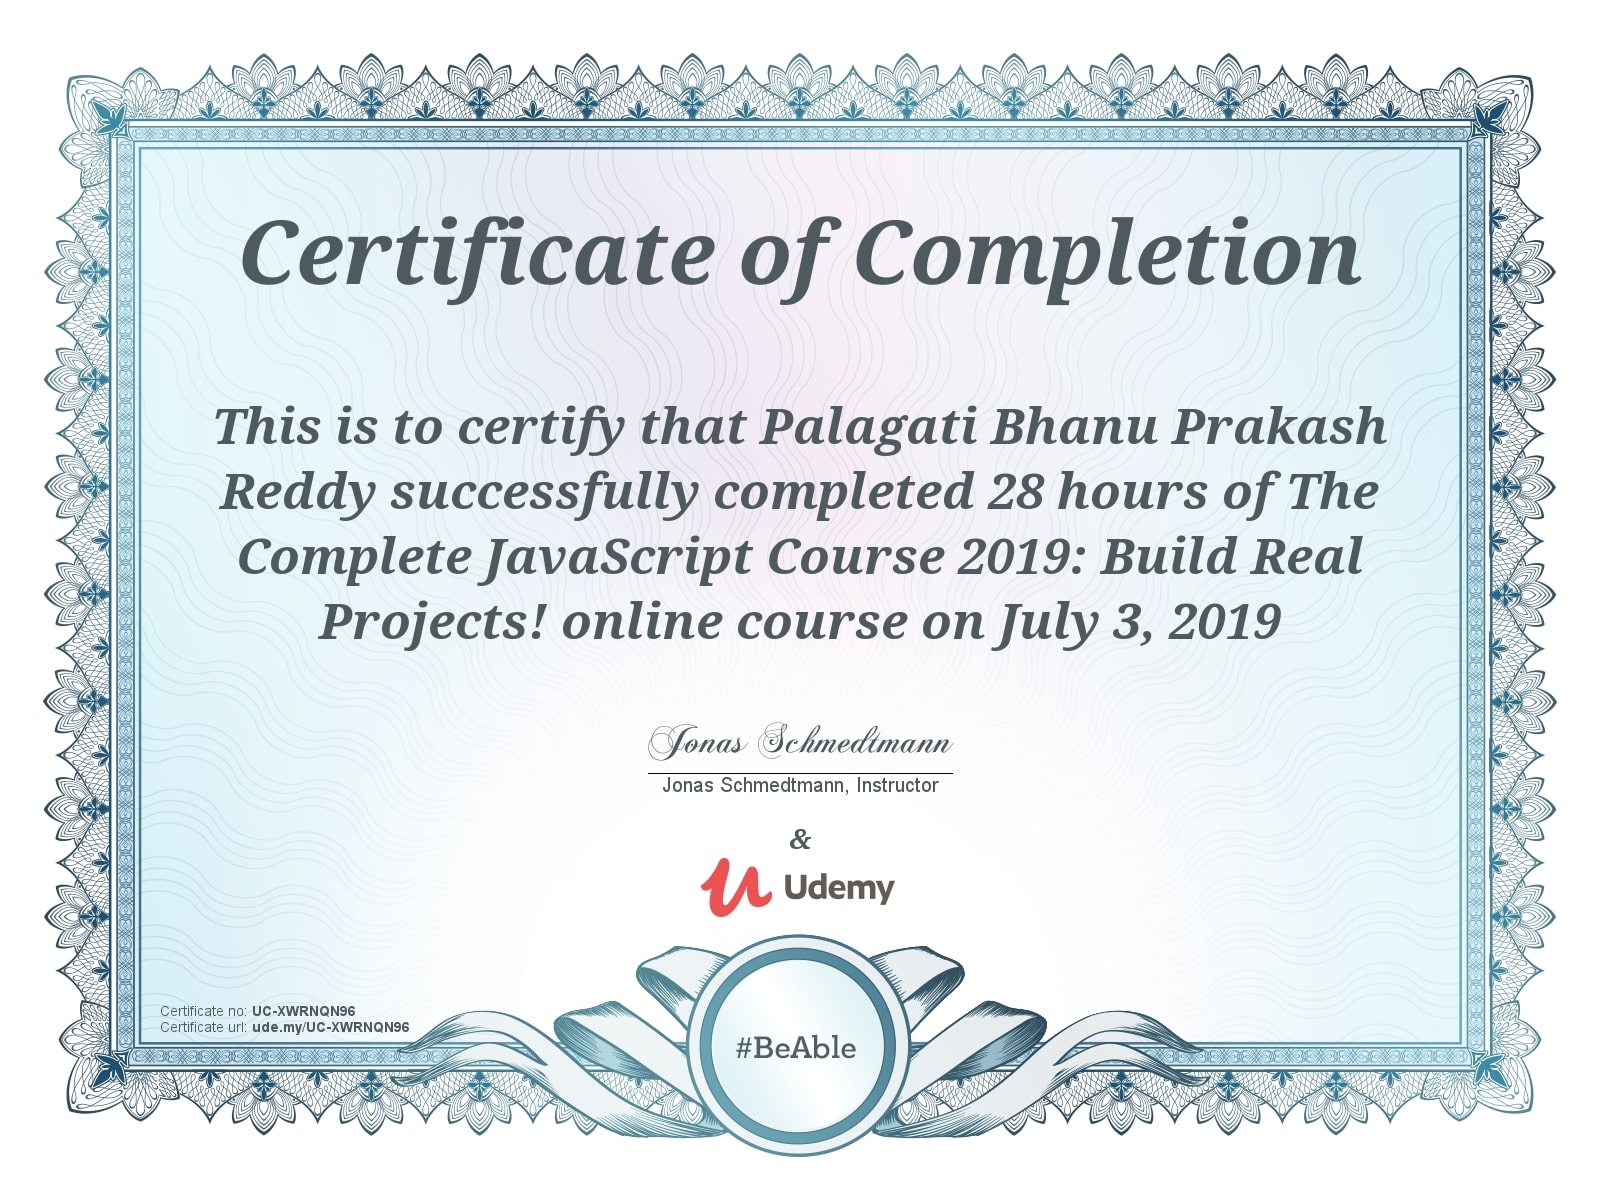 Certificate of Completion
This is to certify that Palagati Bhanu Prakash
Reddy successfully completed 28 hours of The
Complete JavaScript Course 2019: Build Real
Projects! online course on July 3, 2019
Jonas Schmedtmann
Jonas Schmedtmann, Instructor
&
Udemy
Certificate no: UC-XWRNQN96
Certificate url: ude.my/UC-XWRNQN96
#BeAble